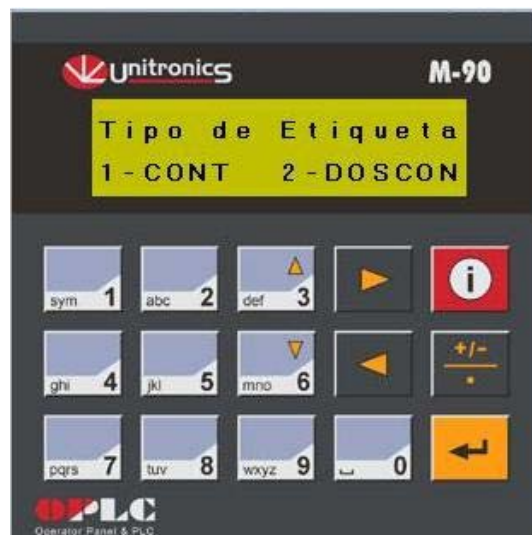 Unitronics M-90
Tipo de Etiqueta
1-CONT 2-DOSCON
sym 1 abc 2 def 3 i
ghi 4 jkl 5 mno 6 +/- .
pqrs 7 tuv 8 wxyz 9 0
OPLC
Operator Panel & PLC